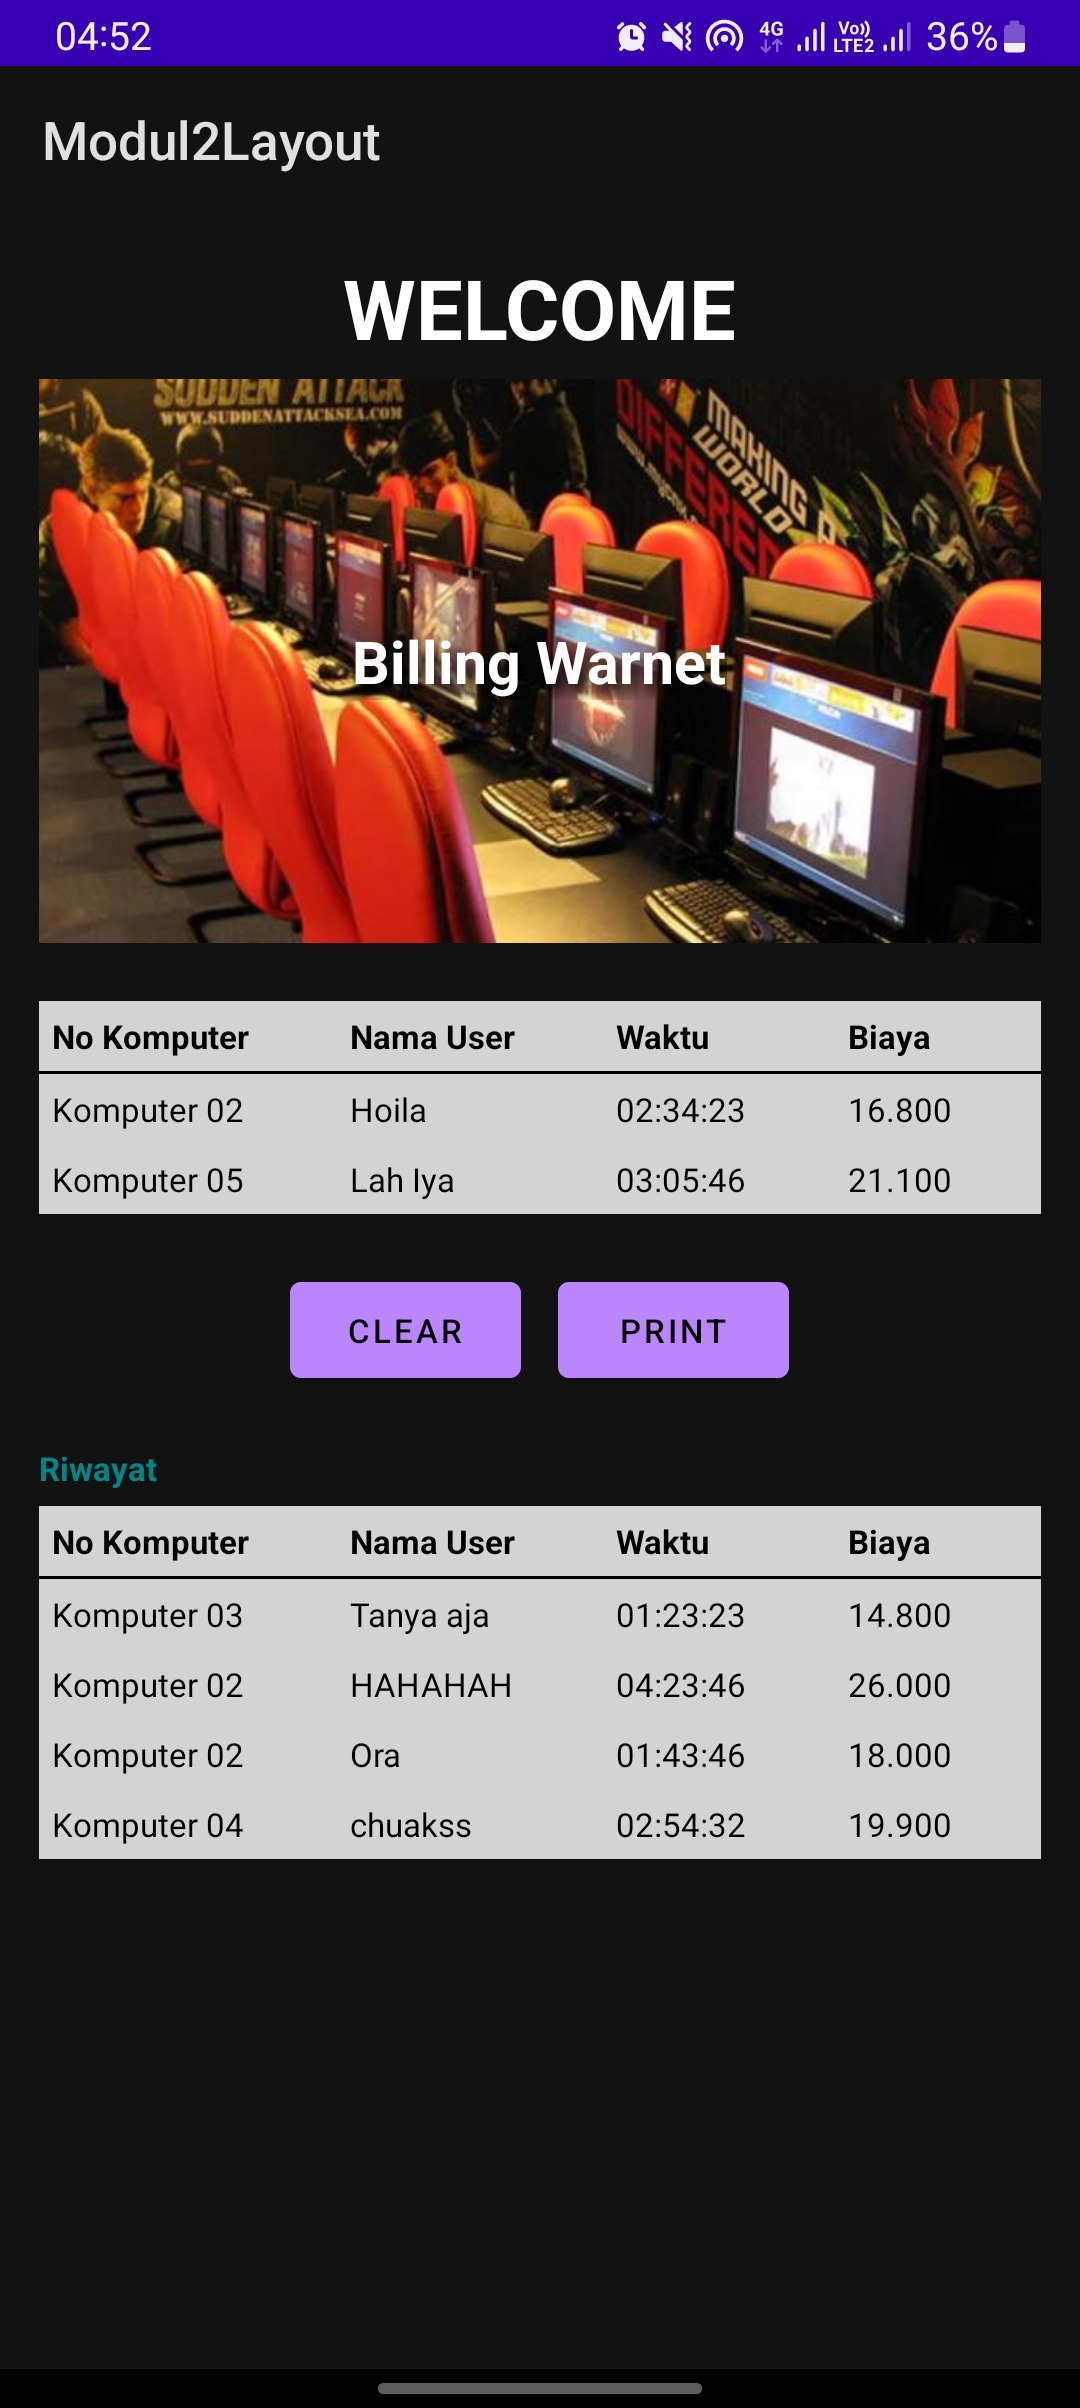 04:52 4G Vo)) LTE2 36%
Modul2Layout
WELCOME
SUDDEN ATTACK
WWW.SUDDENATTACKSEA.COM
MAKING A
WORLD
DIFFERED
Billing Warnet
No Komputer Nama User Waktu Biaya
Komputer 02 Hoila 02:34:23 16.800
Komputer 05 Lah Iya 03:05:46 21.100
CLEAR PRINT
Riwayat
No Komputer Nama User Waktu Biaya
Komputer 03 Tanya aja 01:23:23 14.800
Komputer 02 HAHAHAH 04:23:46 26.000
Komputer 02 Ora 01:43:46 18.000
Komputer 04 chuakss 02:54:32 19.900